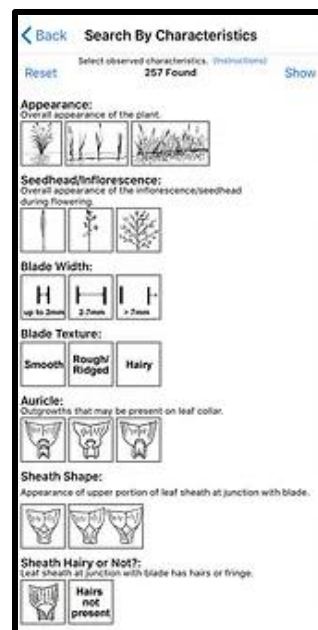 Back Search By Characteristics
Select observed characteristics. (Instructions)
Reset 257 Found Show
Appearance:
Overall appearance of the plant.
Seedhead/Inflorescence:
Overall appearance of the inflorescence/seedhead
during flowering.
Blade Width:
up to 2mm 2-7mm > 7mm
Blade Texture:
Smooth Rough/ Hairy
Ridged
Auricle:
Outgrowths that may be present on leaf collar.
Sheath Shape:
Appearance of upper portion of leaf sheath at junction with blade.
Sheath Hairy or Not?:
Leaf sheath at junction with blade has hairs or fringe.
Hairs
not
present